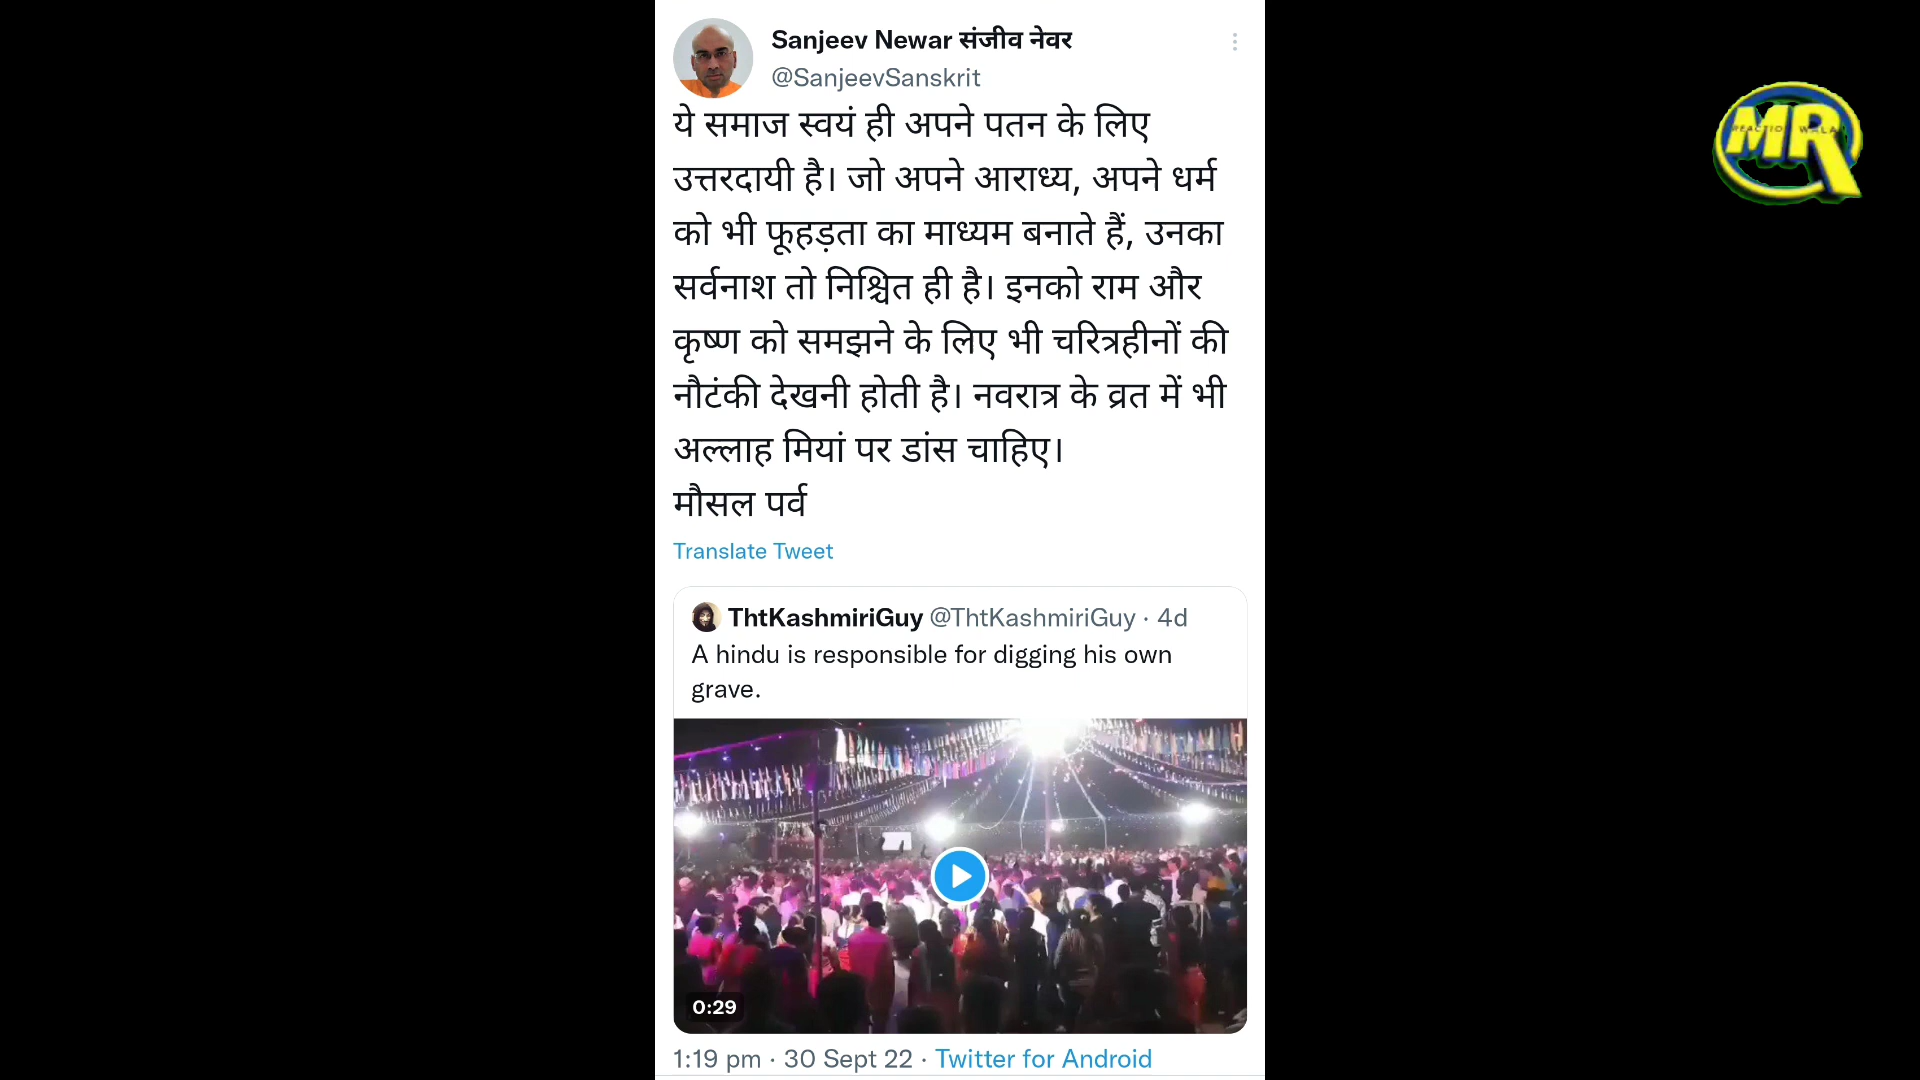 Sanjeev Newar संजीव नेवर
@SanjeevSanskrit
ये समाज स्वयं ही अपने पतन के लिए
उत्तरदायी है। जो अपने आराध्य, अपने धर्म
को भी फूहड़ता का माध्यम बनाते हैं, उनका
सर्वनाश तो निश्चित ही है। इनको राम और
कृष्ण को समझने के लिए भी चरित्रहीनों की
नौटंकी देखनी होती है। नवरात्र के व्रत में भी
अल्लाह मियां पर डांस चाहिए।
मौसल पर्व
Translate Tweet
ThtKashmiriGuy @ThtKashmiriGuy · 4d
A hindu is responsible for digging his own
grave.
0:29
1:19 pm · 30 Sept 22 · Twitter for Android
MR
REACTION WALA